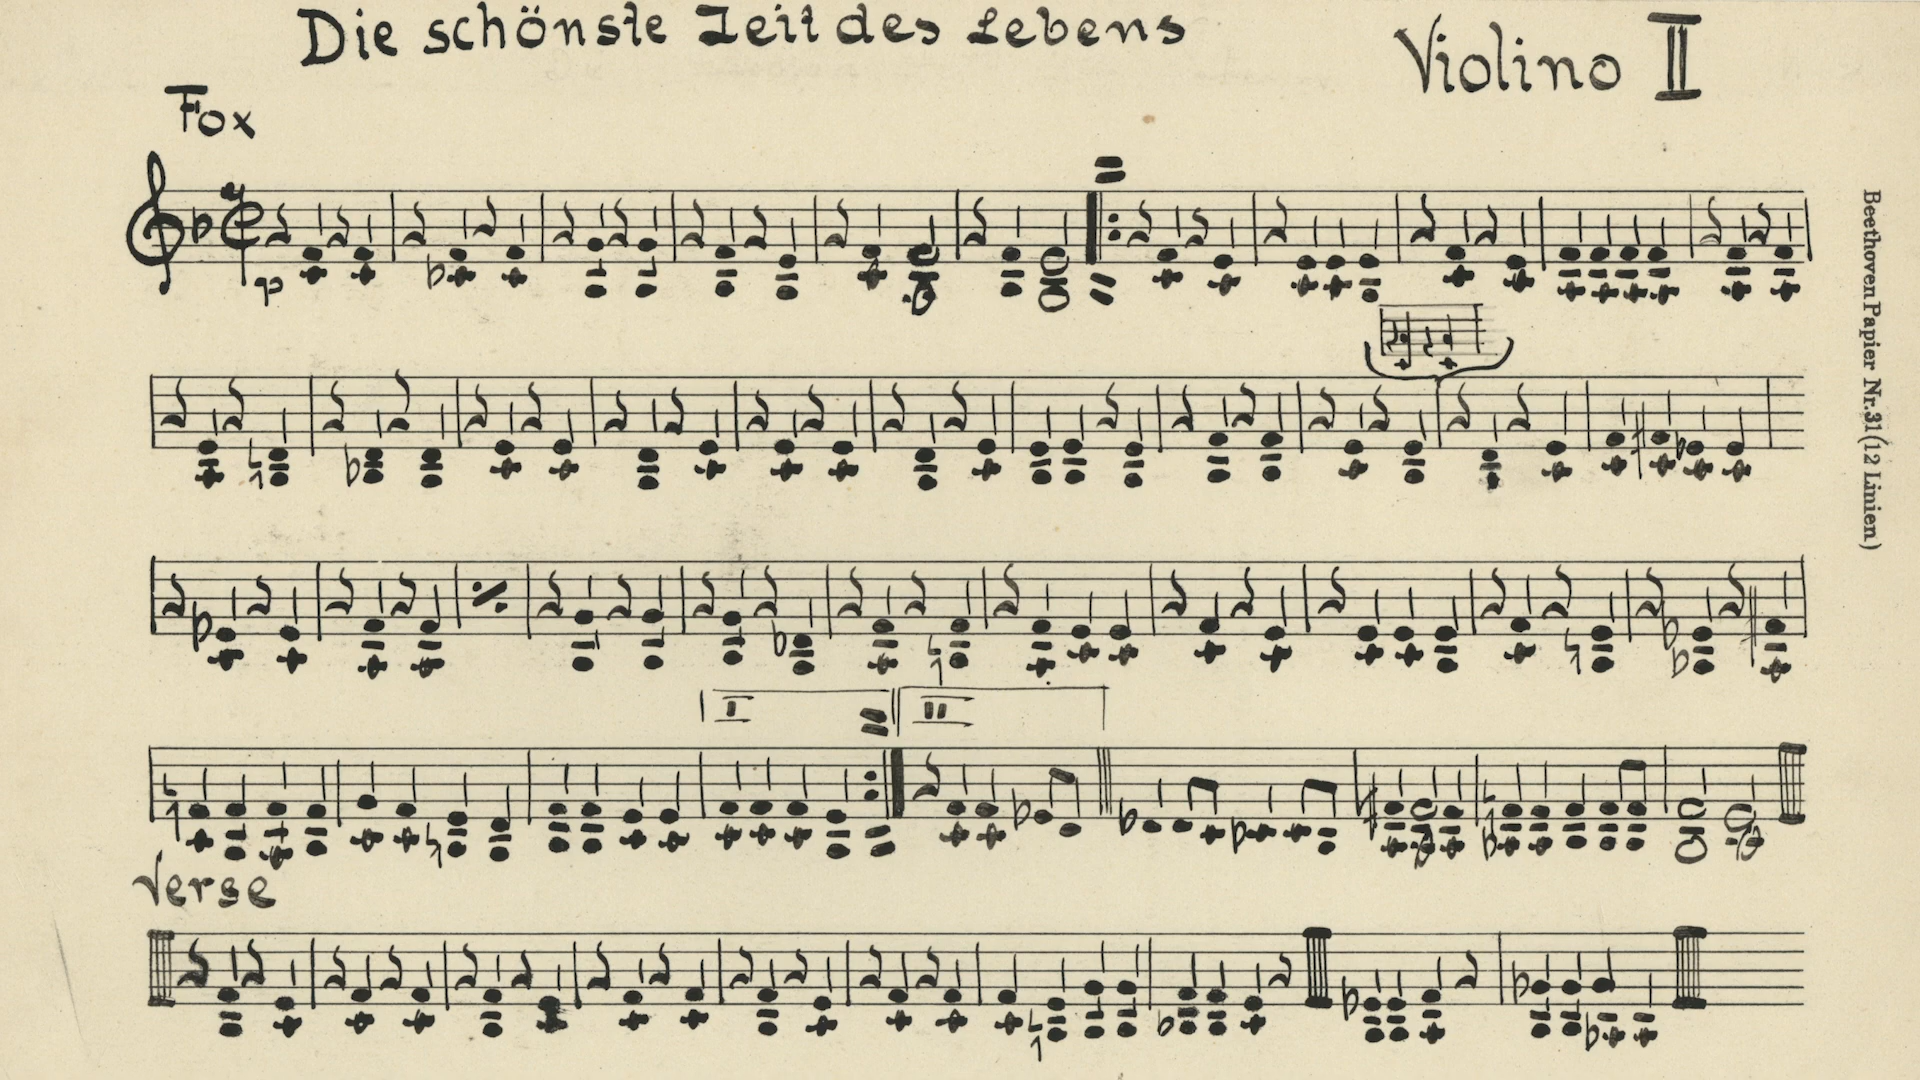 Die schönste Zeit des Lebens
Violino II
Fox
p
I
II
Verse
Beethoven Papier Nr. 31 (12 Linien)